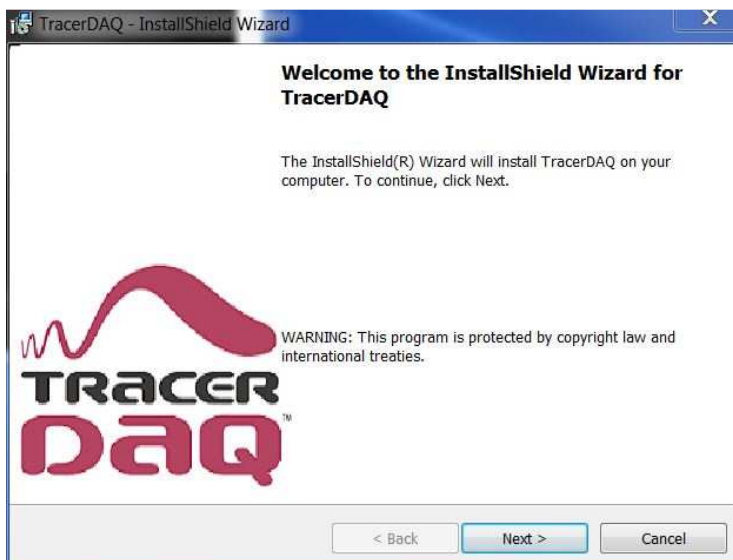 TracerDAQ - InstallShield Wizard
X
Welcome to the InstallShield Wizard for
TracerDAQ
The InstallShield(R) Wizard will install TracerDAQ on your
computer. To continue, click Next.
WARNING: This program is protected by copyright law and
international treaties.
TRaceR
DaQ™
< Back
Next >
Cancel